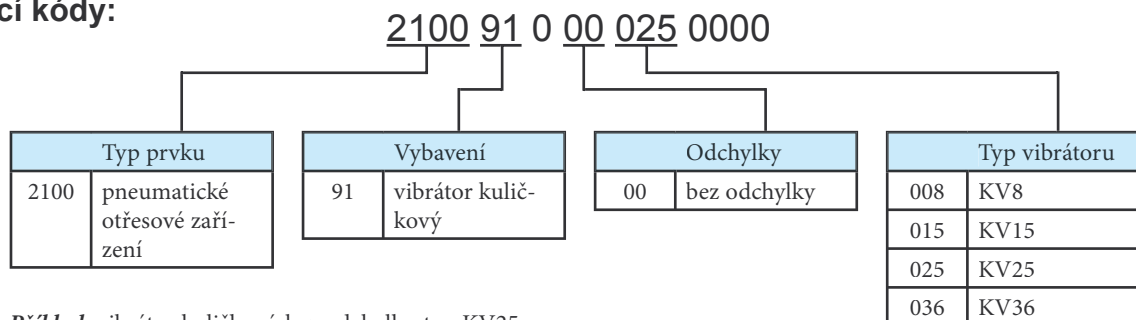 cí kódy:
2100 91 0 00 025 0000
Typ prvku
2100 pneumatické
otřesové zaří-
zení
Vybavení
91 vibrátor kulič-
kový
Odchylky
00 bez odchylky
Typ vibrátoru
008 KV8
015 KV15
025 KV25
036 KV36